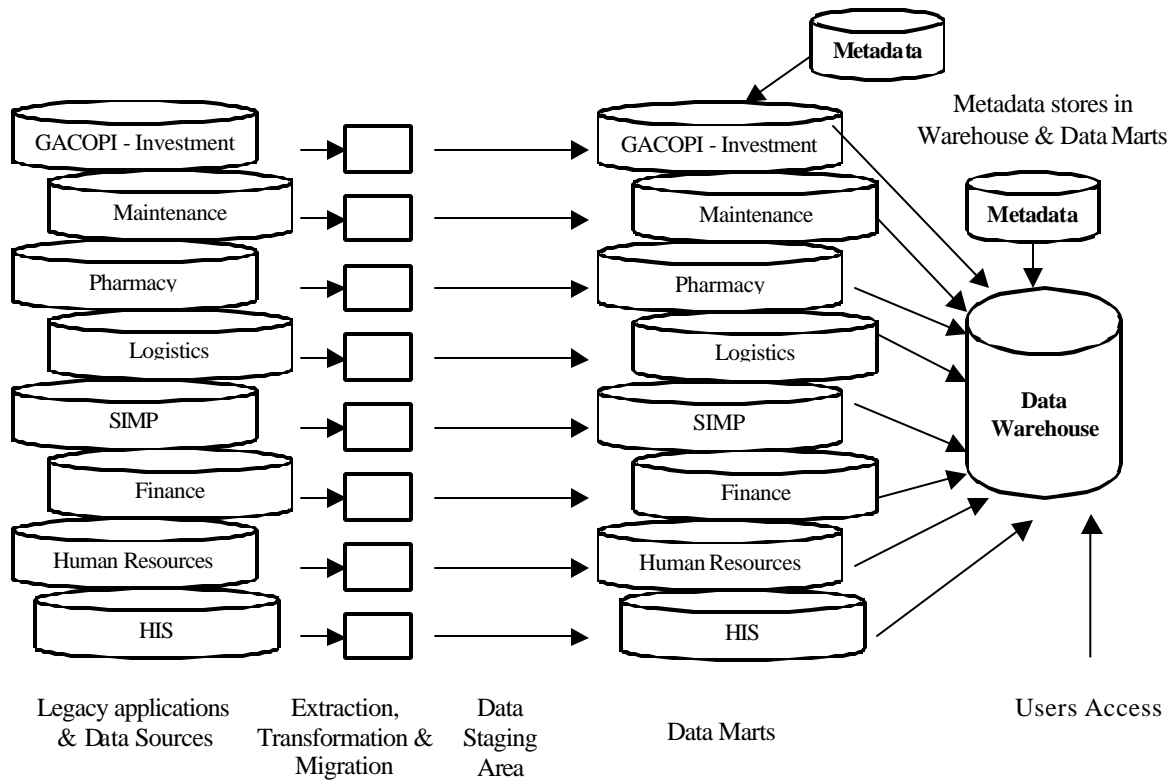 Metadata
Metadata stores in
Warehouse & Data Marts
GACOPI - Investment
GACOPI - Investment
Maintenance
Maintenance
Metadata
Pharmacy
Pharmacy
Logistics
Logistics
Data
Warehouse
SIMP
SIMP
Finance
Finance
Human Resources
Human Resources
HIS
HIS
Legacy applications
& Data Sources
Extraction,
Transformation &
Migration
Data
Staging
Area
Data Marts
Users Access